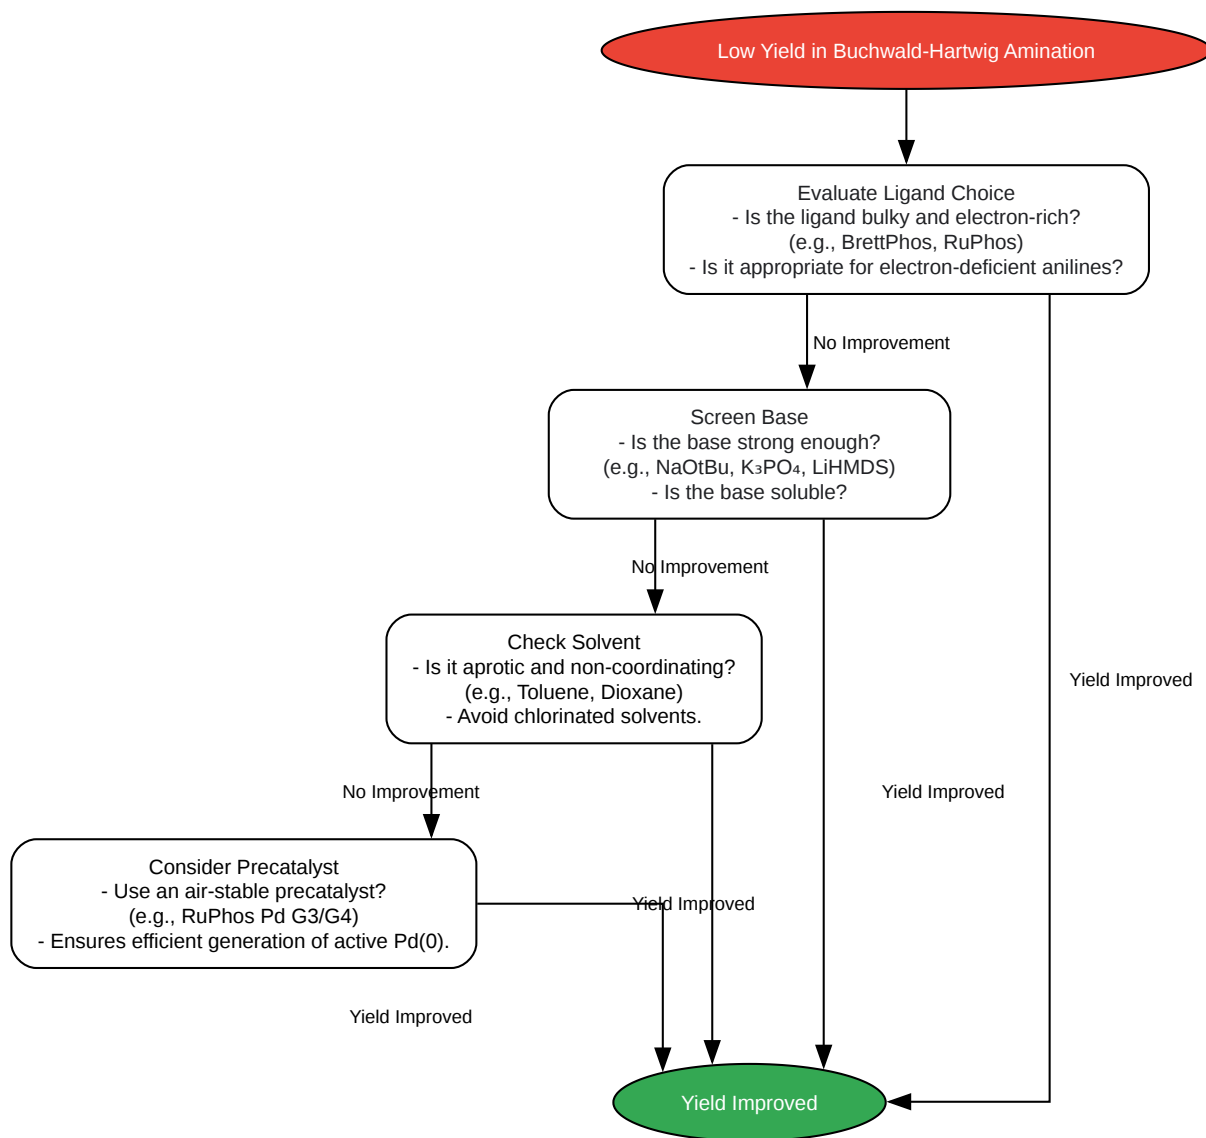 Low Yield in Buchwald-Hartwig Amination
Evaluate Ligand Choice
- Is the ligand bulky and electron-rich?
(e.g., BrettPhos, RuPhos)
- Is it appropriate for electron-deficient anilines?
No Improvement
Screen Base
- Is the base strong enough?
(e.g., NaOtBu, K₃PO₄, LiHMDS)
- Is the base soluble?
No Improvement
Check Solvent
- Is it aprotic and non-coordinating?
(e.g., Toluene, Dioxane)
- Avoid chlorinated solvents.
Yield Improved
No Improvement
Yield Improved
Consider Precatalyst
- Use an air-stable precatalyst?
(e.g., RuPhos Pd G3/G4)
- Ensures efficient generation of active Pd(0).
Yield Improved
Yield Improved
Yield Improved